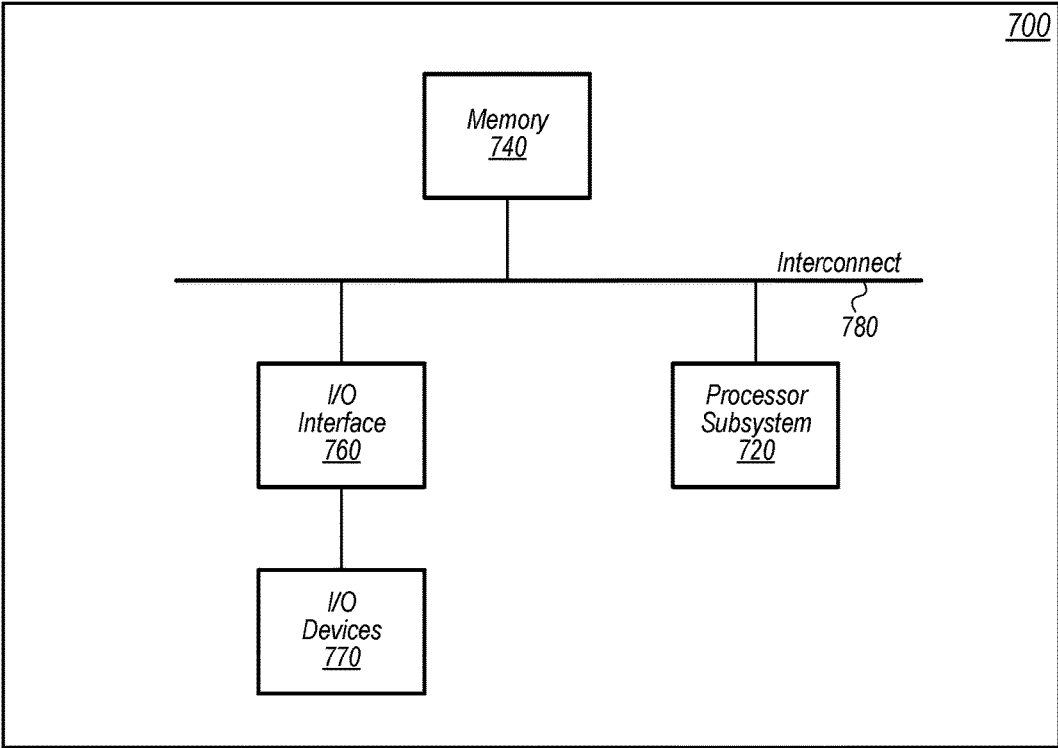 700
Memory
740
Interconnect
780
I/O
Interface
760
Processor
Subsystem
720
I/O
Devices
770